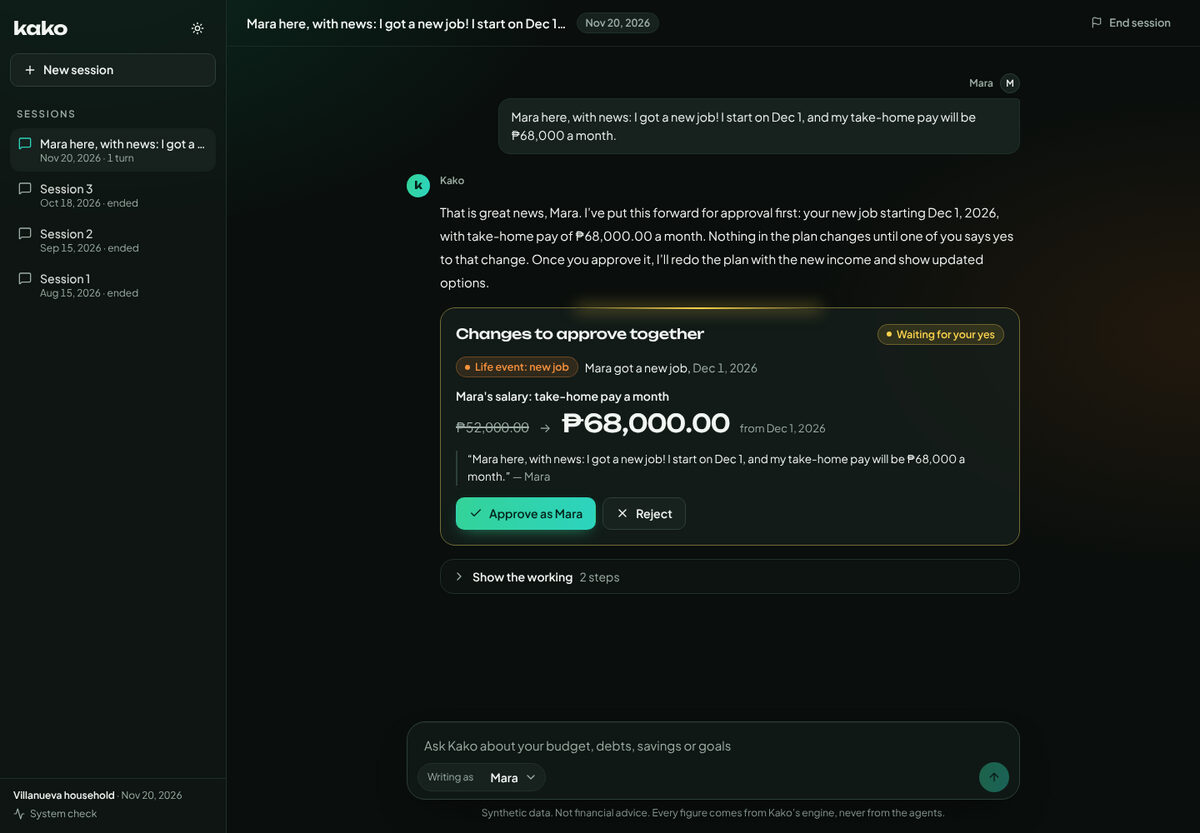 kako
New session
SESSIONS
Mara here, with news: I got a ...
Nov 20, 2026 · 1 turn
Session 3
Oct 18, 2026 · ended
Session 2
Sep 15, 2026 · ended
Session 1
Aug 15, 2026 · ended
Villanueva household · Nov 20, 2026
System check
Mara here, with news: I got a new job! I start on Dec 1...
Nov 20, 2026
End session
Mara M
Mara here, with news: I got a new job! I start on Dec 1, and my take-home pay will be
₱68,000 a month.
k Kako
That is great news, Mara. I've put this forward for approval first: your new job starting Dec 1, 2026,
with take-home pay of ₱68,000.00 a month. Nothing in the plan changes until one of you says yes
to that change. Once you approve it, I'll redo the plan with the new income and show updated
options.
Changes to approve together
Waiting for your yes
Life event: new job Mara got a new job, Dec 1, 2026
Mara's salary: take-home pay a month
₱52,000.00 → ₱68,000.00 from Dec 1, 2026
“Mara here, with news: I got a new job! I start on Dec 1, and my take-home pay will be ₱68,000 a
month.” — Mara
Approve as Mara
Reject
Show the working 2 steps
Ask Kako about your budget, debts, savings or goals
Writing as Mara
Synthetic data. Not financial advice. Every figure comes from Kako's engine, never from the agents.